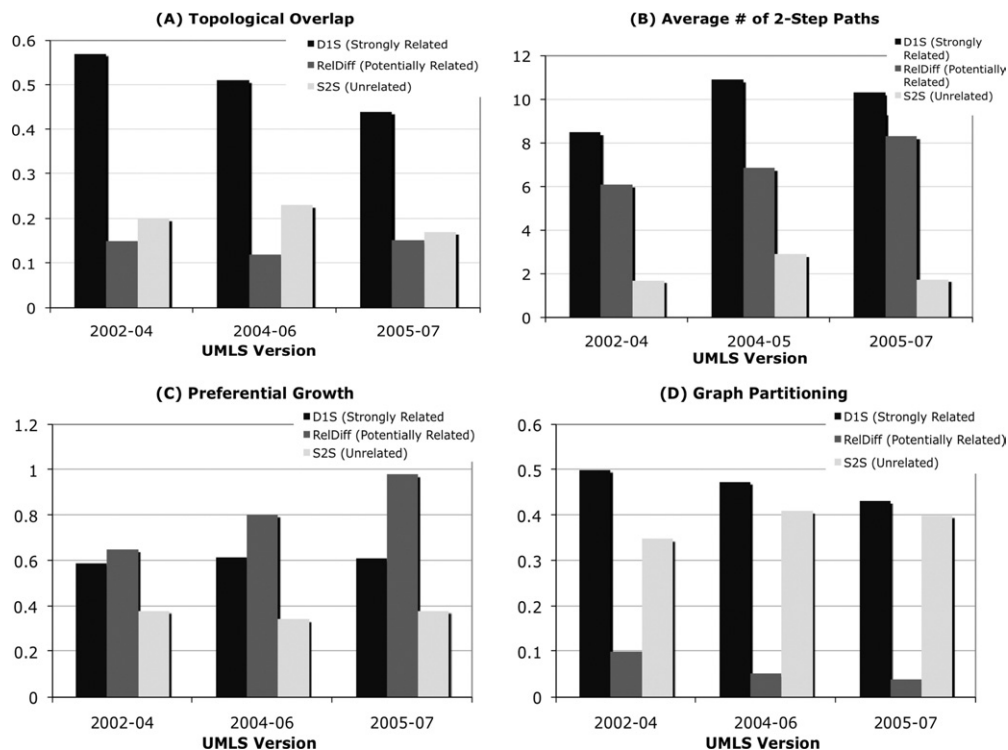 (A) Topological Overlap
0.6
0.5
0.4
0.3
0.2
0.1
0
D1S (Strongly Related
RelDiff (Potentially Related)
S2S (Unrelated)
2002-04 2004-06 2005-07
UMLS Version
(B) Average # of 2-Step Paths
12
10
8
6
4
2
0
D1S (Strongly
Related)
RelDiff (Potentially
Related)
S2S (Unrelated)
2002-04 2004-05 2005-07
UMLS Version
(C) Preferential Growth
1.2
1
0.8
0.6
0.4
0.2
0
D1S (Strongly Related
RelDiff (Potentially Related)
S2S (Unrelated)
2002-04 2004-06 2005-07
UMLS Version
(D) Graph Partitioning
0.6
0.5
0.4
0.3
0.2
0.1
0
D1S (Strongly Related
RelDiff (Potentially Related)
S2S (Unrelated)
2002-04 2004-06 2005-07
UMLS Version